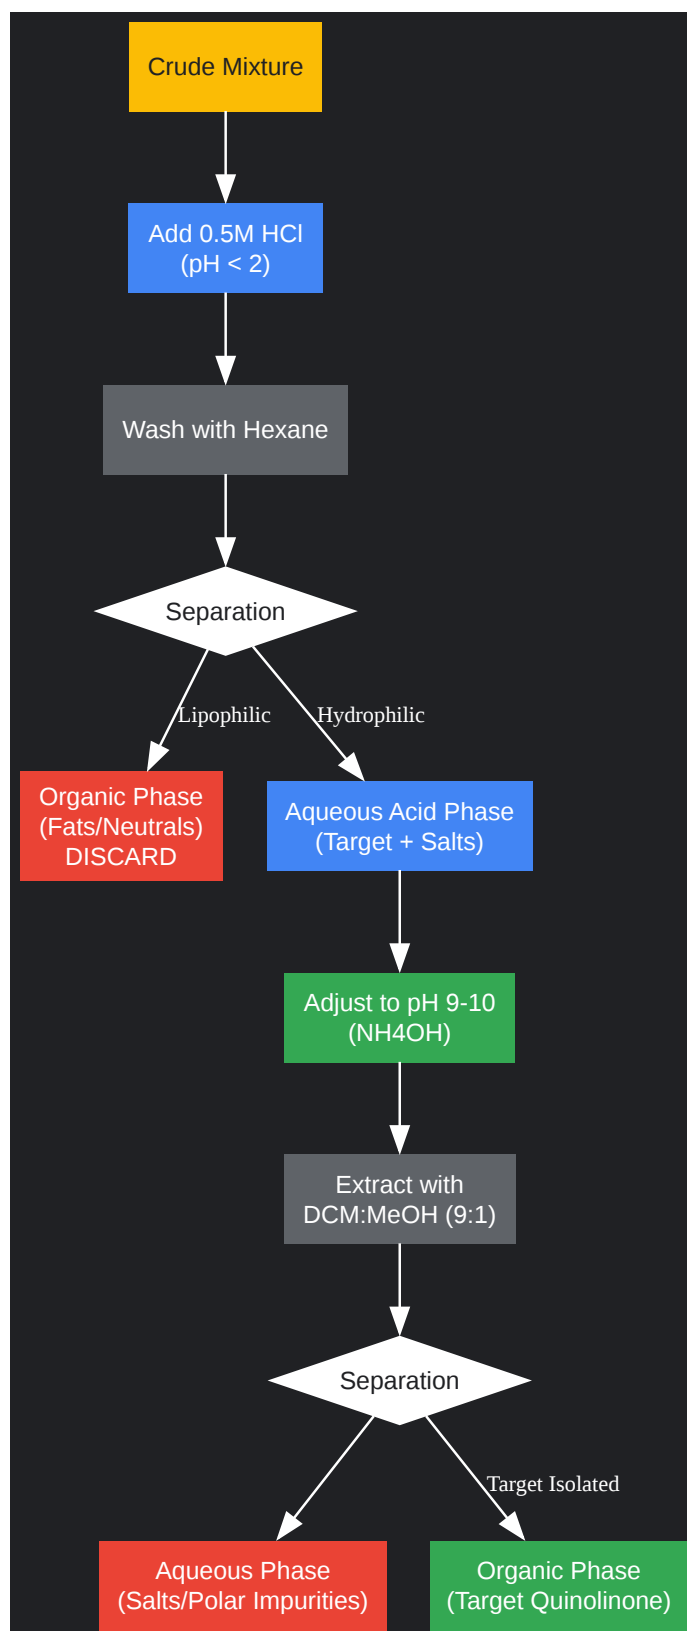 Crude Mixture
Add 0.5M HCl
(pH < 2)
Wash with Hexane
Separation
Lipophilic
Hydrophilic
Organic Phase
(Fats/Neutrals)
DISCARD
Aqueous Acid Phase
(Target + Salts)
Adjust to pH 9-10
(NH4OH)
Extract with
DCM:MeOH (9:1)
Separation
Target Isolated
Aqueous Phase
(Salts/Polar Impurities)
Organic Phase
(Target Quinolinone)